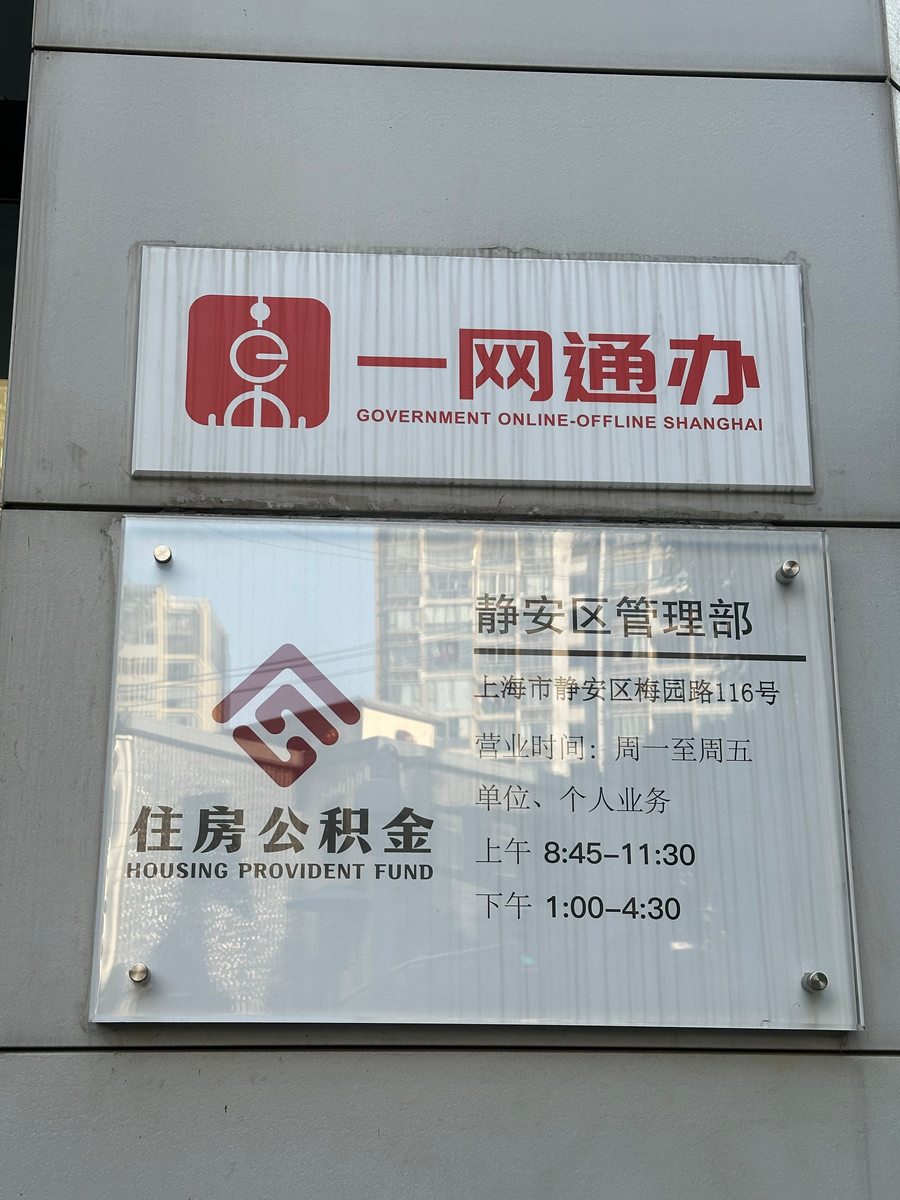 一网通办
GOVERNMENT ONLINE-OFFLINE SHANGHAI
静安区管理部
上海市静安区梅园路116号
营业时间：周一至周五
单位、个人业务
上午 8:45-11:30
下午 1:00-4:30
住房公积金
HOUSING PROVIDENT FUND